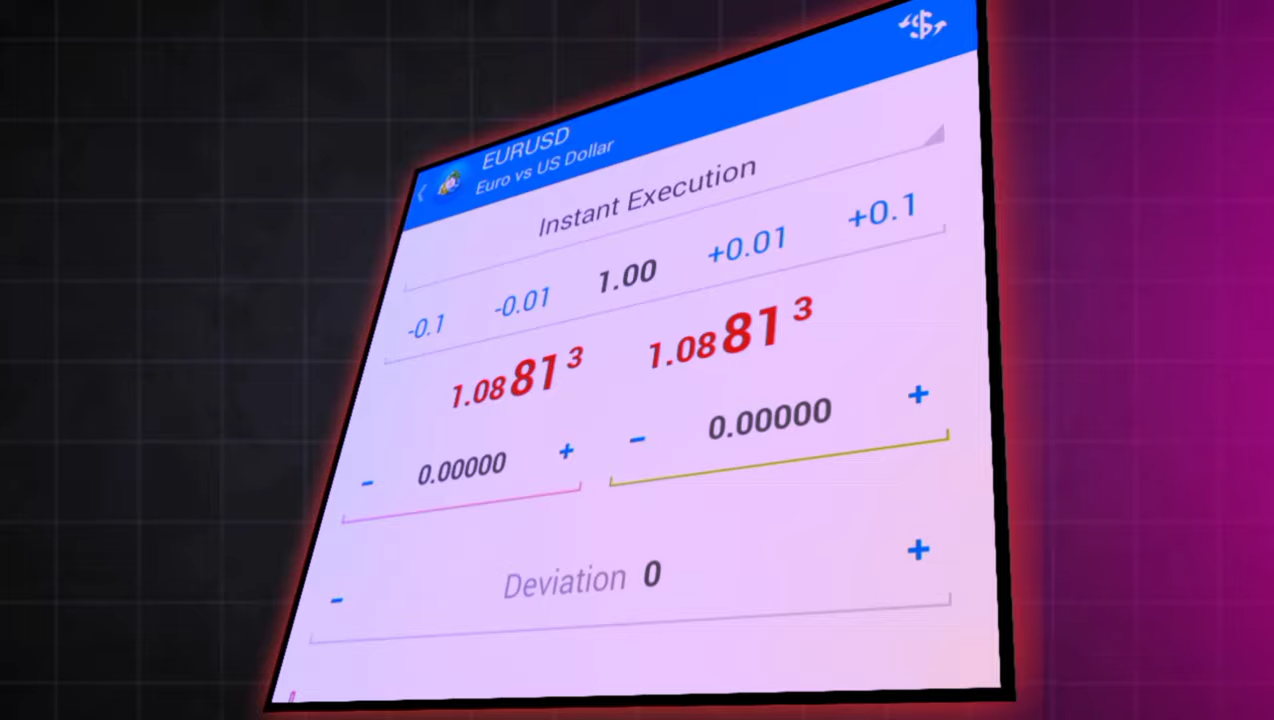 EURUSD
Euro vs US Dollar
Instant Execution
-0.1 -0.01 1.00 +0.01 +0.1
1.08813 1.08813
- 0.00000 + - 0.00000 +
- Deviation 0 +